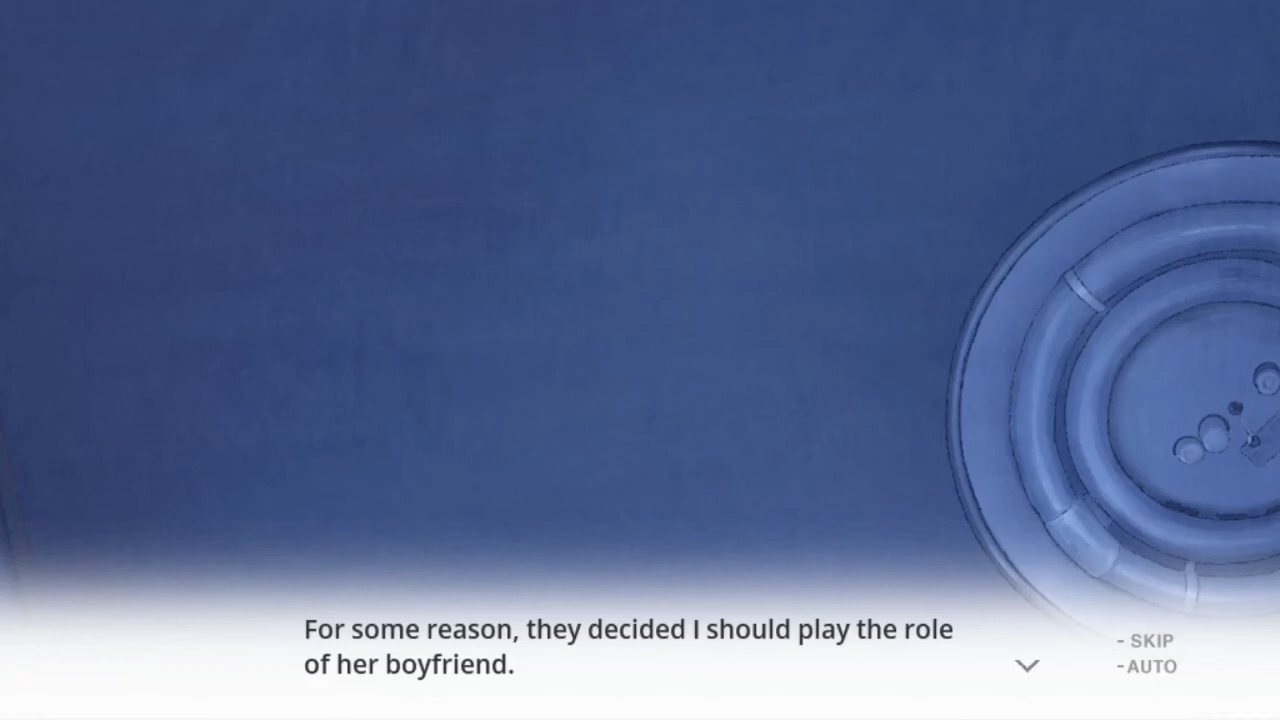 For some reason, they decided I should play the role
of her boyfriend.
- SKIP
-AUTO